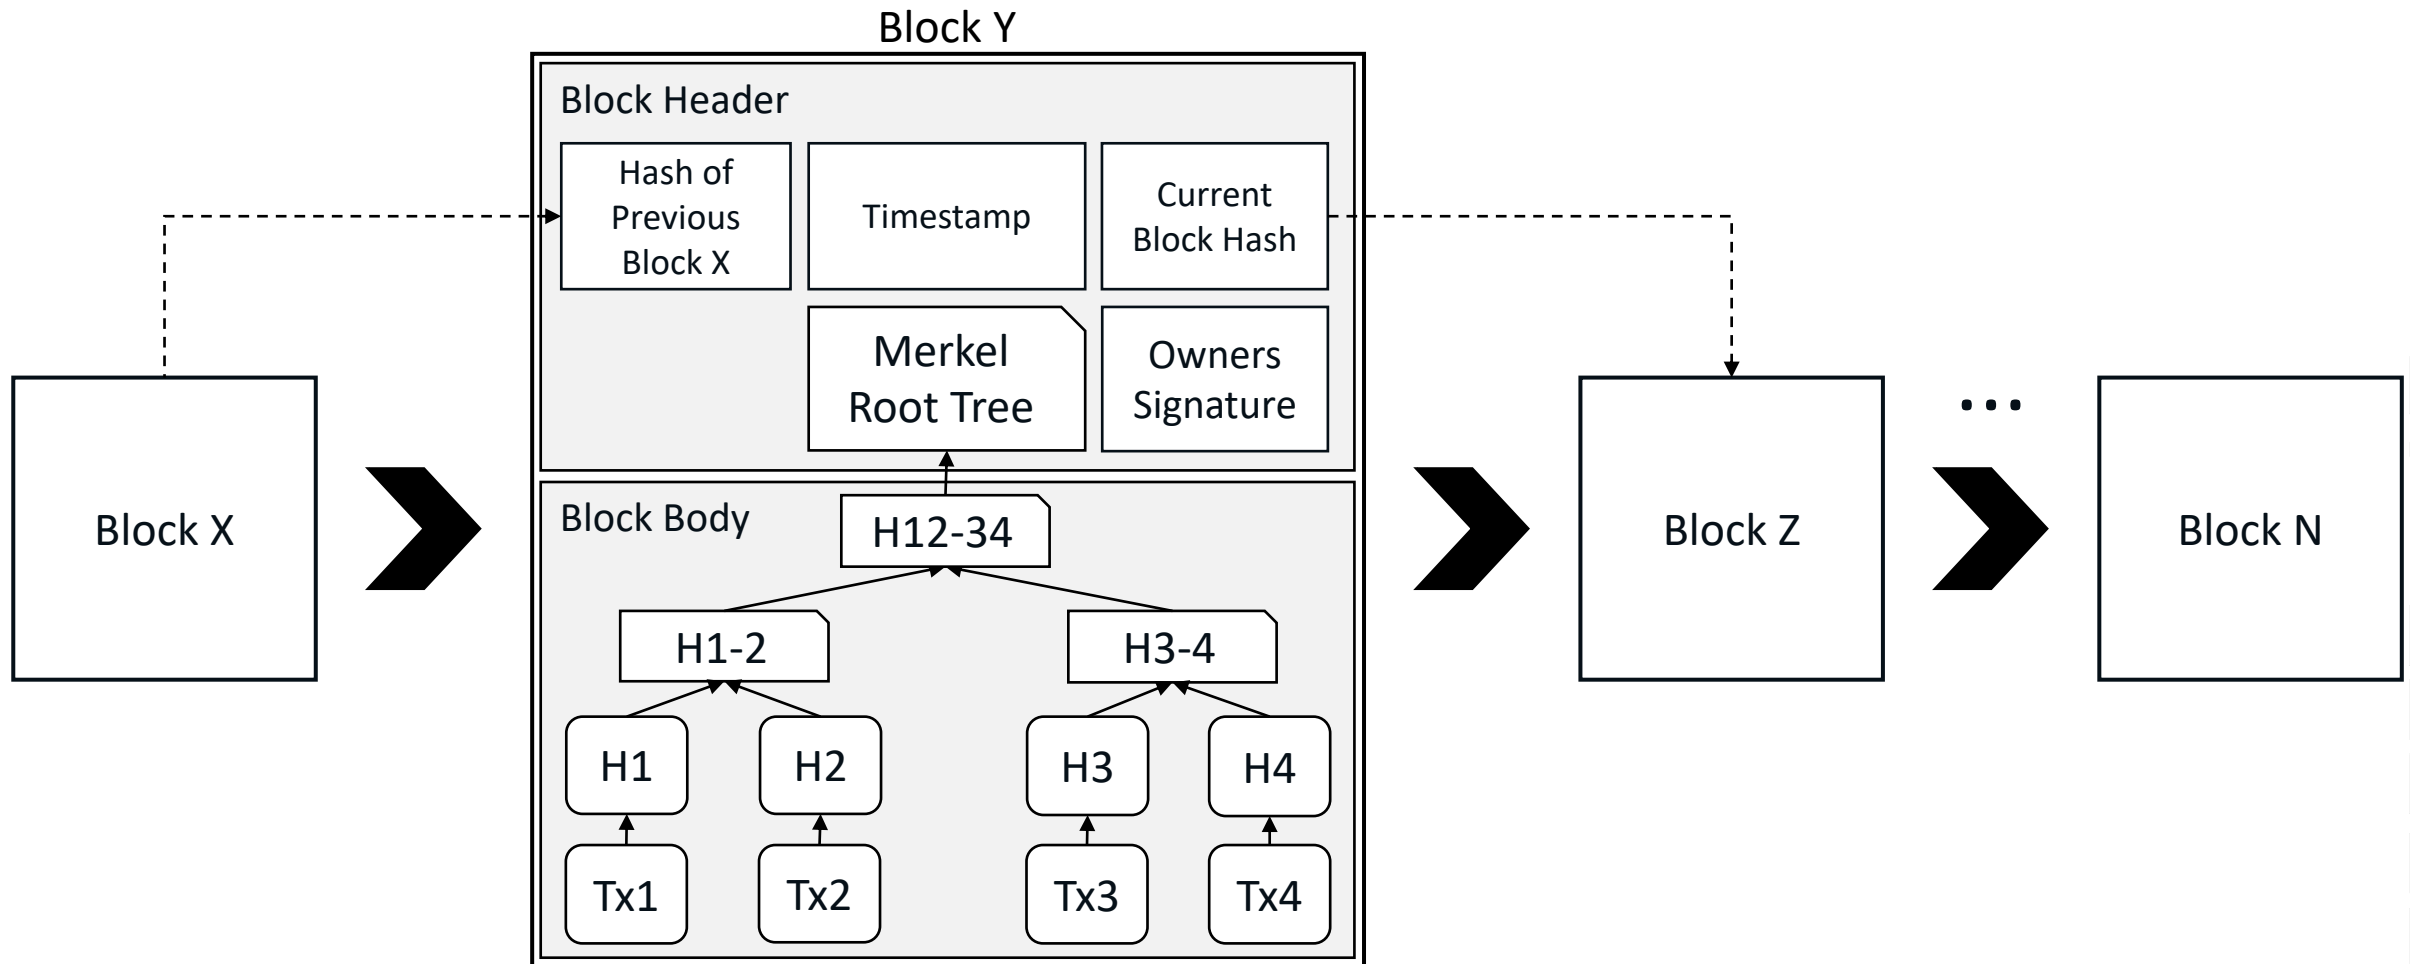 Block Y
Block Header
Hash of
Previous
Block X
Timestamp
Current
Block Hash
Merkel
Root Tree
Owners
Signature
Block X
Block Body
H12-34
H1-2
H3-4
H1
H2
H3
H4
Tx1
Tx2
Tx3
Tx4
Block Z
...
Block N